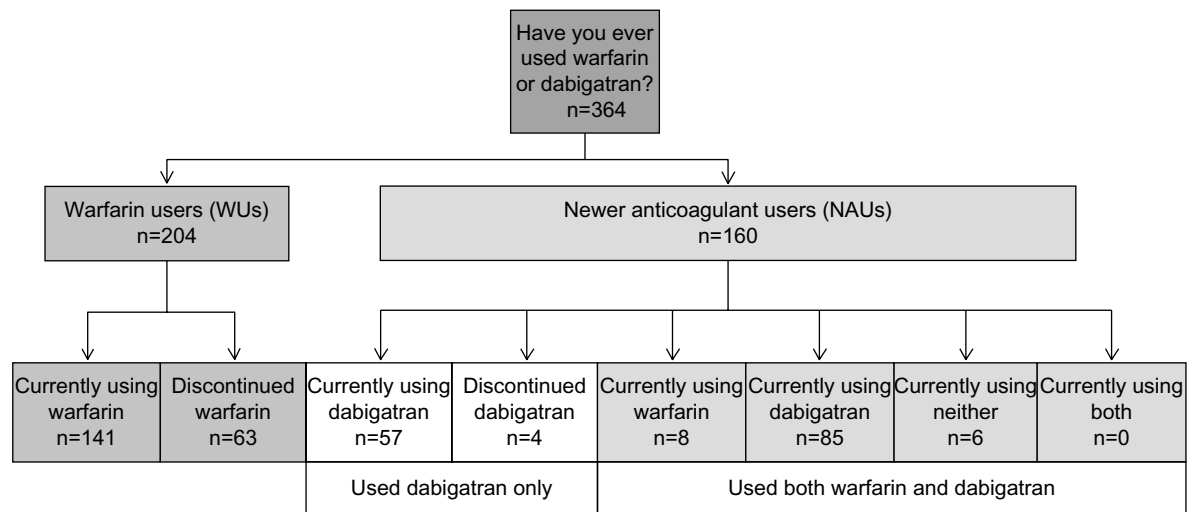 Have you ever
used warfarin
or dabigatran?
n=364
Warfarin users (WUs)
n=204
Newer anticoagulant users (NAUs)
n=160
Currently using
warfarin
n=141
Discontinued
warfarin
n=63
Currently using
dabigatran
n=57
Discontinued
dabigatran
n=4
Currently using
warfarin
n=8
Currently using
dabigatran
n=85
Currently using
neither
n=6
Currently using
both
n=0
Used dabigatran only
Used both warfarin and dabigatran